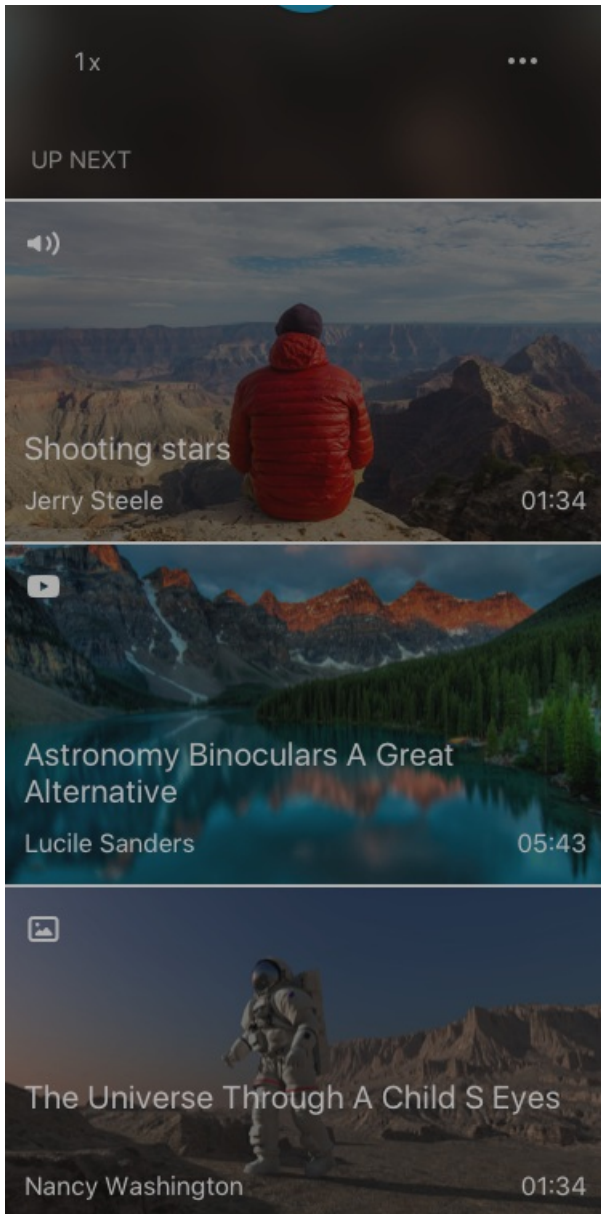 1x
UP NEXT
Shooting stars
Jerry Steele 01:34
Astronomy Binoculars A Great
Alternative
Lucile Sanders 05:43
The Universe Through A Child S Eyes
Nancy Washington 01:34